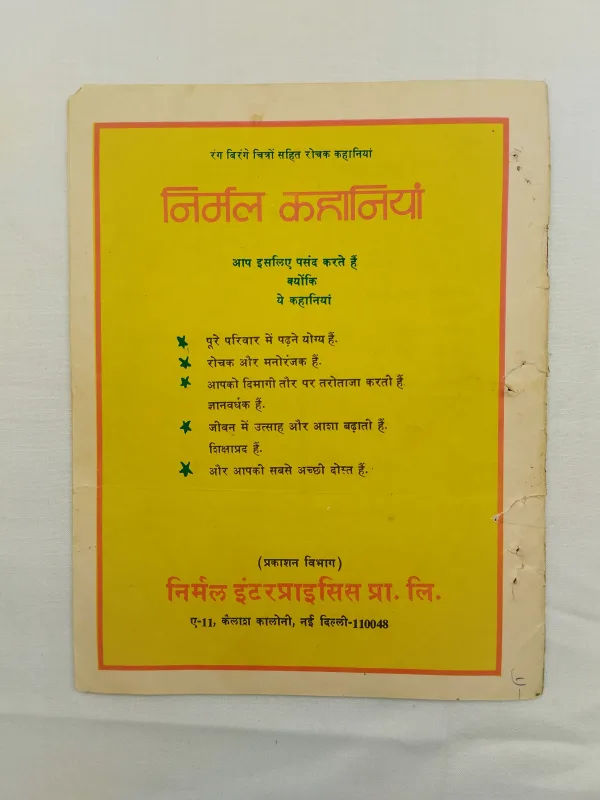 रंग बिरंगे चित्रों सहित रोचक कहानियां
निर्मल कहानियां
आप इसलिए पसंद करते हैं
क्योंकि
ये कहानियां
पूरे परिवार में पढ़ने योग्य हैं.
रोचक और मनोरंजक हैं.
आपको दिमागी तौर पर तरोताजा करती हैं
ज्ञानवर्धक हैं.
जीवन में उत्साह और आशा बढ़ाती हैं.
शिक्षाप्रद हैं.
और आपकी सबसे अच्छी दोस्त हैं.
(प्रकाशन विभाग)
निर्मल इंटरप्राइसिस प्रा. लि.
ए-11, कैलाश कालोनी, नई दिल्ली-110048